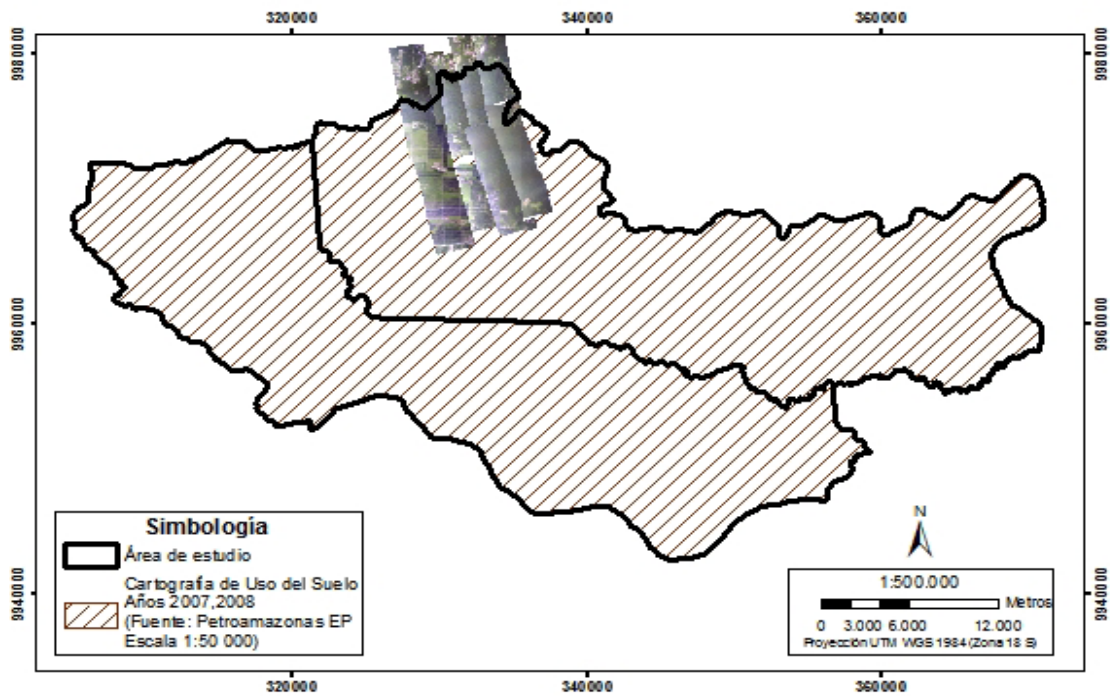 320000 340000 360000
9980000 9980000
9960000 9960000
9940000 9940000
Simbología
Área de estudio
Cartografía de Uso del Suelo
Años 2007,2008
(Fuente: Petroamazonas EP
Escala 1:50 000)
N
1:500.000
Metros
0 3.000 6.000 12.000
Proyección UTM WGS 1984 (Zona 18 S)
320000 340000 360000